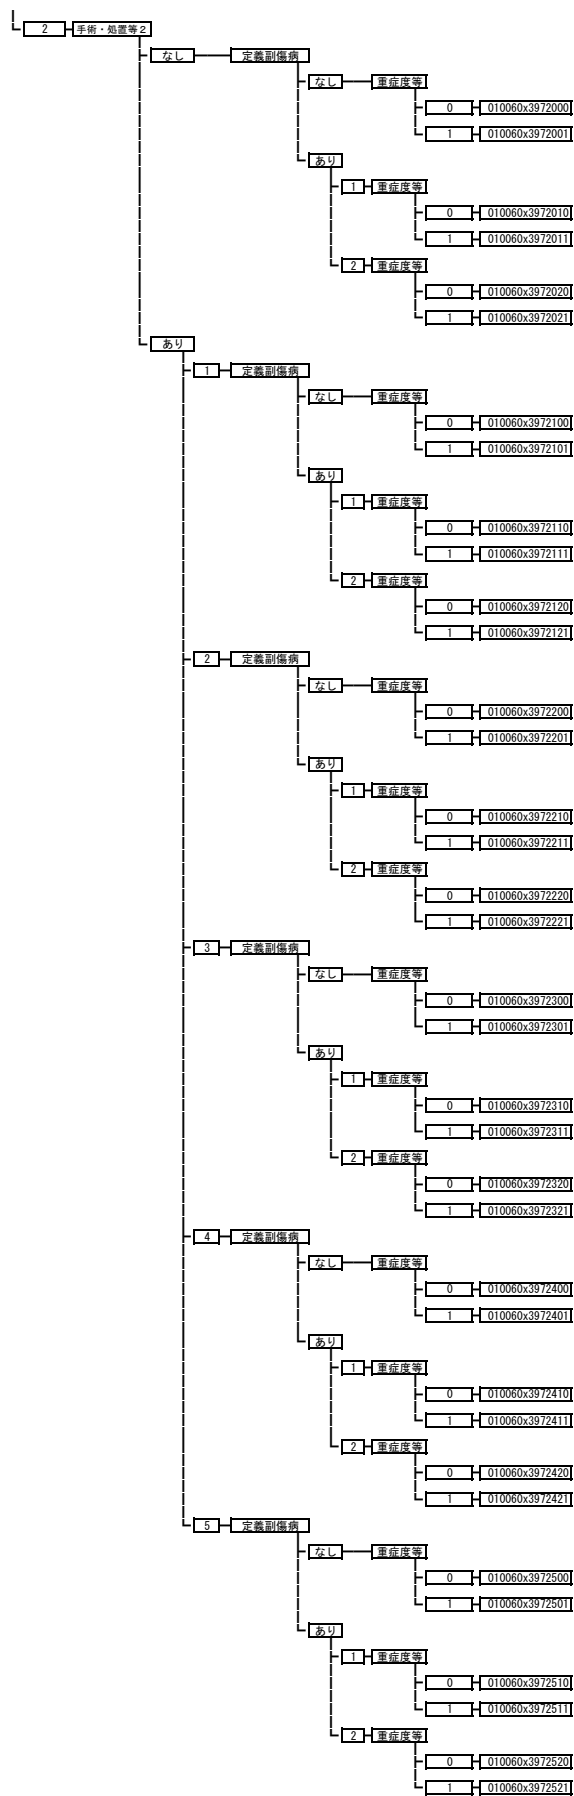 2 手術・処置等２
なし 定義副傷病
なし 重症度等
0 010060x3972000
1 010060x3972001
あり
1 重症度等
0 010060x3972010
1 010060x3972011
2 重症度等
0 010060x3972020
1 010060x3972021
あり
1 定義副傷病
なし 重症度等
0 010060x3972100
1 010060x3972101
あり
1 重症度等
0 010060x3972110
1 010060x3972111
2 重症度等
0 010060x3972120
1 010060x3972121
2 定義副傷病
なし 重症度等
0 010060x3972200
1 010060x3972201
あり
1 重症度等
0 010060x3972210
1 010060x3972211
2 重症度等
0 010060x3972220
1 010060x3972221
3 定義副傷病
なし 重症度等
0 010060x3972300
1 010060x3972301
あり
1 重症度等
0 010060x3972310
1 010060x3972311
2 重症度等
0 010060x3972320
1 010060x3972321
4 定義副傷病
なし 重症度等
0 010060x3972400
1 010060x3972401
あり
1 重症度等
0 010060x3972410
1 010060x3972411
2 重症度等
0 010060x3972420
1 010060x3972421
5 定義副傷病
なし 重症度等
0 010060x3972500
1 010060x3972501
あり
1 重症度等
0 010060x3972510
1 010060x3972511
2 重症度等
0 010060x3972520
1 010060x3972521